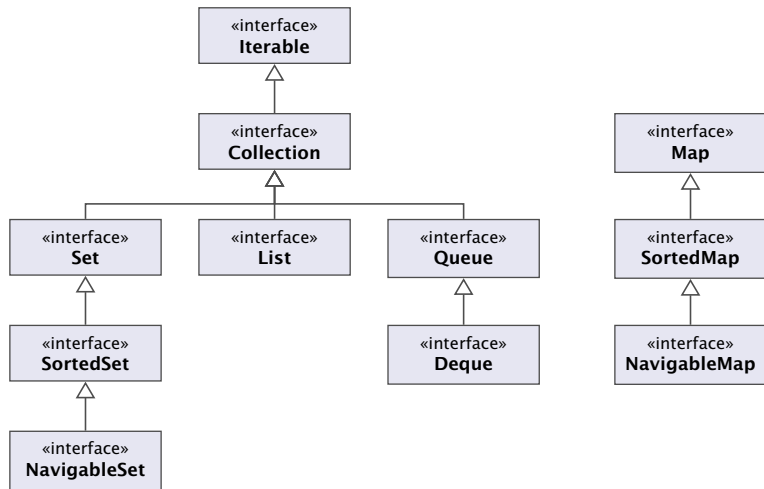 «interface»
Iterable
«interface»
Collection
«interface»
Map
«interface»
Set
«interface»
List
«interface»
Queue
«interface»
SortedMap
«interface»
SortedSet
«interface»
Deque
«interface»
NavigableMap
«interface»
NavigableSet